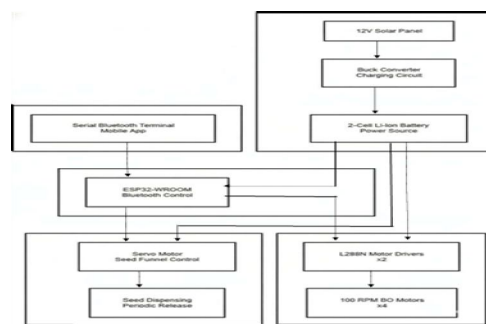 12V Solar Panel
Buck Converter
Charging Circuit
2-Cell Li-Ion Battery
Power Source
Serial Bluetooth Terminal
Mobile App
ESP32-WROOM
Bluetooth Control
Servo Motor
Seed Funnel Control
L298N Motor Drivers
x2
Seed Dispensing
Periodic Release
100 RPM BO Motors
x4